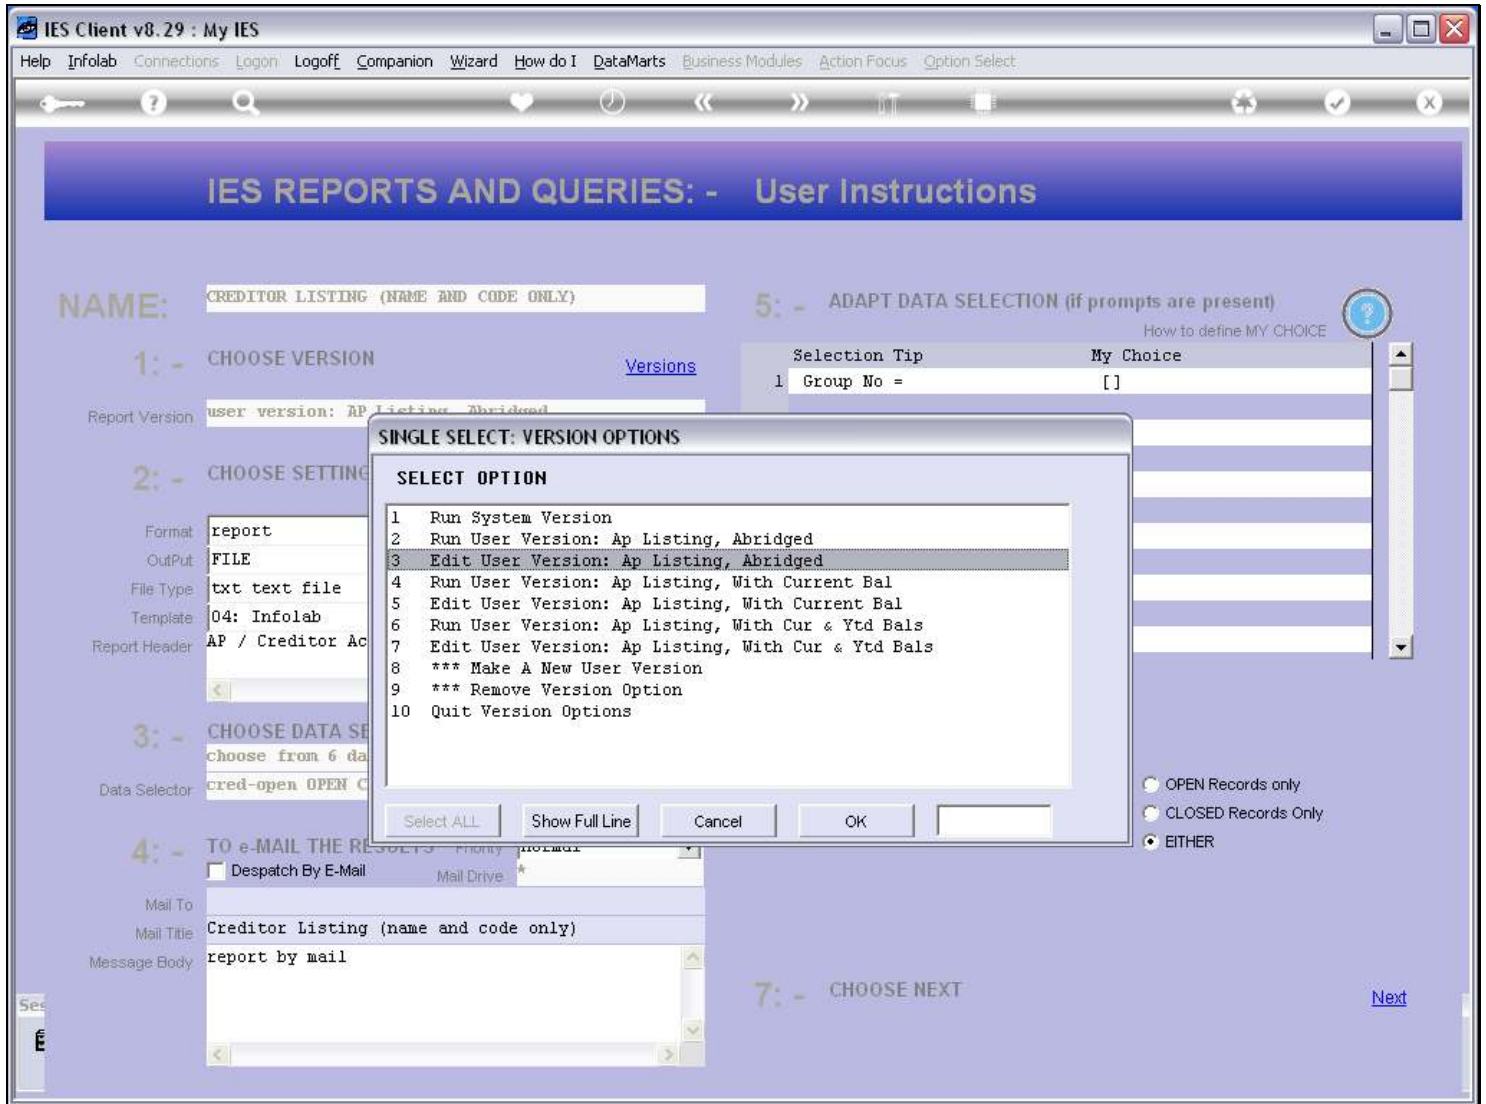 IES Client v8.29 : My IES
Help Infolab Connections Logon Logoff Companion Wizard How do I DataMarts Business Modules Action Focus Option Select
IES REPORTS AND QUERIES: - User Instructions
NAME: CREDITOR LISTING (NAME AND CODE ONLY)
1: - CHOOSE VERSION Versions
Report Version user version: AP Listing, Abridged
2: - CHOOSE SETTING
Format report
OutPut FILE
File Type txt text file
Template 04: Infolab
Report Header AP / Creditor Ac
3: - CHOOSE DATA SE
choose from 6 da
Data Selector cred-open OPEN C
4: - TO e-MAIL THE RESULTS Priority normal
Despatch By E-Mail Mail Drive *
Mail To
Mail Title Creditor Listing (name and code only)
Message Body report by mail
5: - ADAPT DATA SELECTION (if prompts are present)
How to define MY CHOICE
Selection Tip My Choice
1 Group No = []
SINGLE SELECT: VERSION OPTIONS
SELECT OPTION
1 Run System Version
2 Run User Version: Ap Listing, Abridged
3 Edit User Version: Ap Listing, Abridged
4 Run User Version: Ap Listing, With Current Bal
5 Edit User Version: Ap Listing, With Current Bal
6 Run User Version: Ap Listing, With Cur & Ytd Bals
7 Edit User Version: Ap Listing, With Cur & Ytd Bals
8 *** Make A New User Version
9 *** Remove Version Option
10 Quit Version Options
Select ALL Show Full Line Cancel OK
OPEN Records only
CLOSED Records Only
EITHER
7: - CHOOSE NEXT Next
Ses